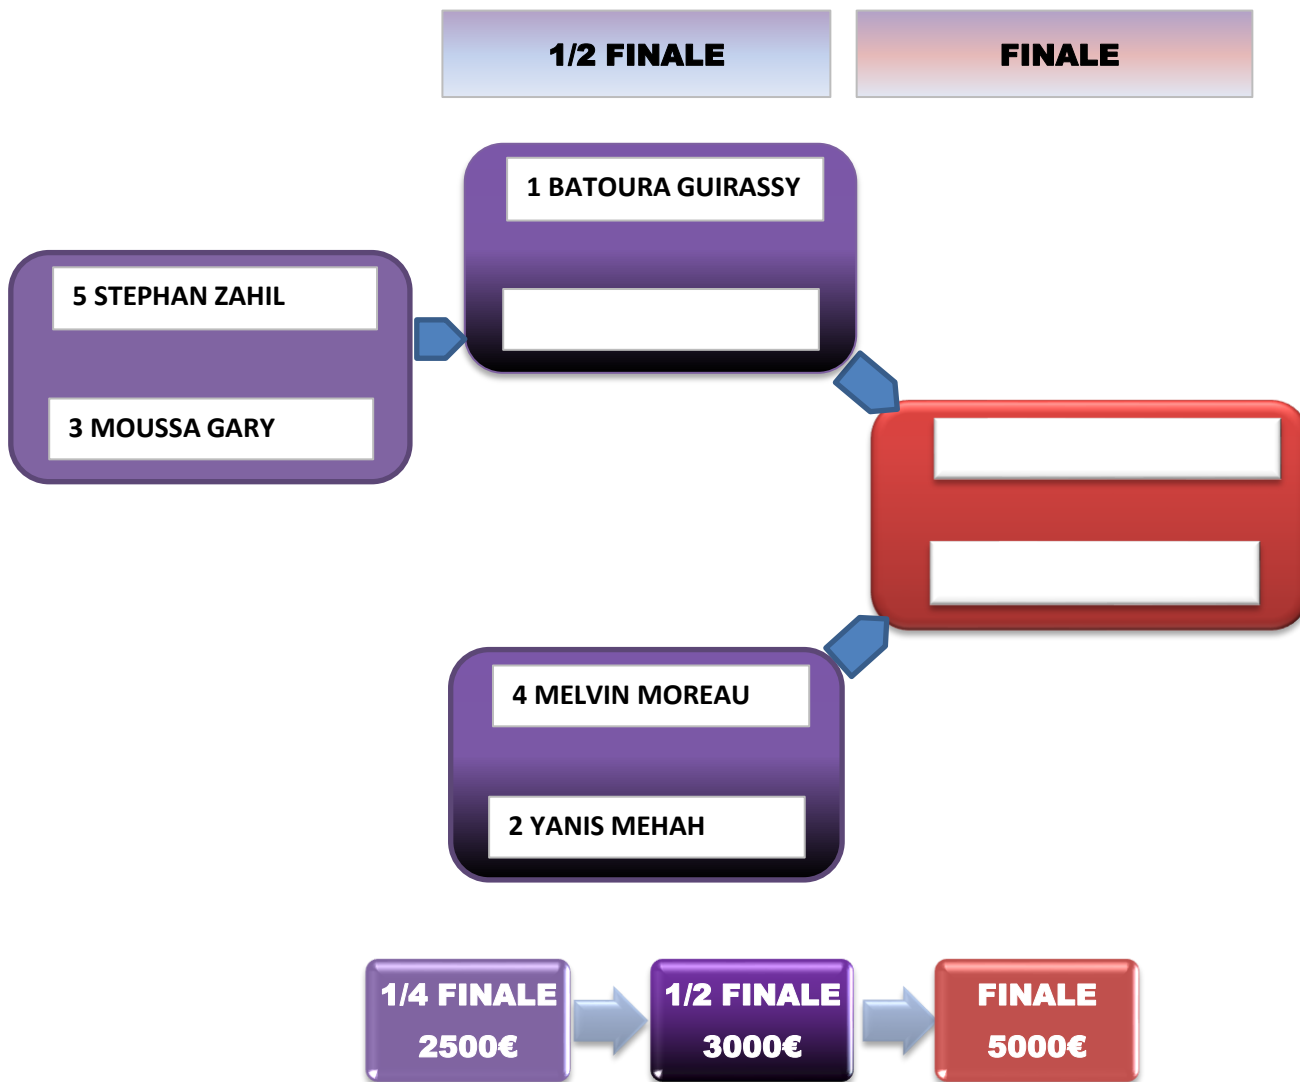 1/2 FINALE
FINALE
1 BATOURA GUIRASSY
5 STEPHAN ZAHIL
3 MOUSSA GARY
4 MELVIN MOREAU
2 YANIS MEHAH
1/4 FINALE
2500€
1/2 FINALE
3000€
FINALE
5000€